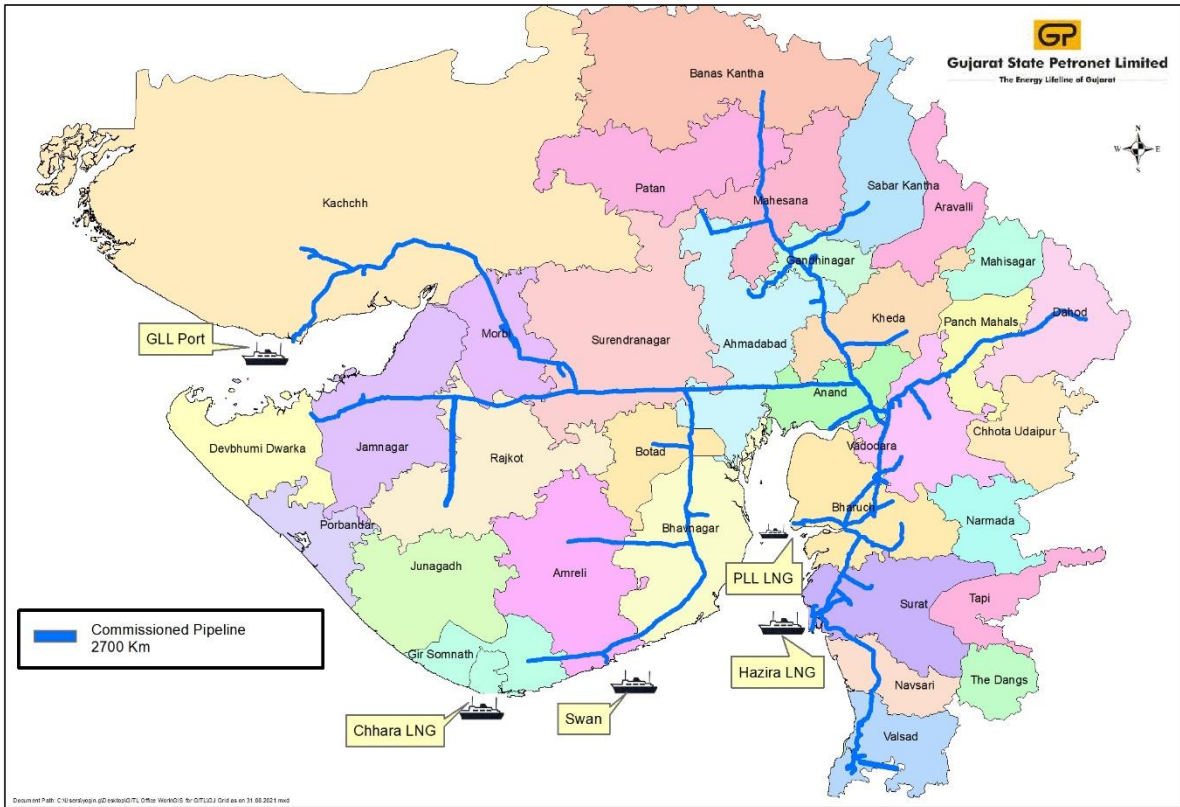 GP
Gujarat State Petronet Limited
The Energy Lifeline of Gujarat
N
W E
S
Banas Kantha
Patan
Mahesana
Sabar Kantha
Aravalli
Kachchh
Gandhinagar
Mahisagar
Morbi
Surendranagar
Ahmadabad
Kheda
Panch Mahals
Dahod
GLL Port
Anand
Chhota Udaipur
Devbhumi Dwarka
Jamnagar
Rajkot
Botad
Vadodara
Porbandar
Bhavnagar
Bharuch
Narmada
Junagadh
Amreli
PLL LNG
Surat
Tapi
Commissioned Pipeline
2700 Km
Gir Somnath
Hazira LNG
Navsari
The Dangs
Chhara LNG
Swan
Valsad